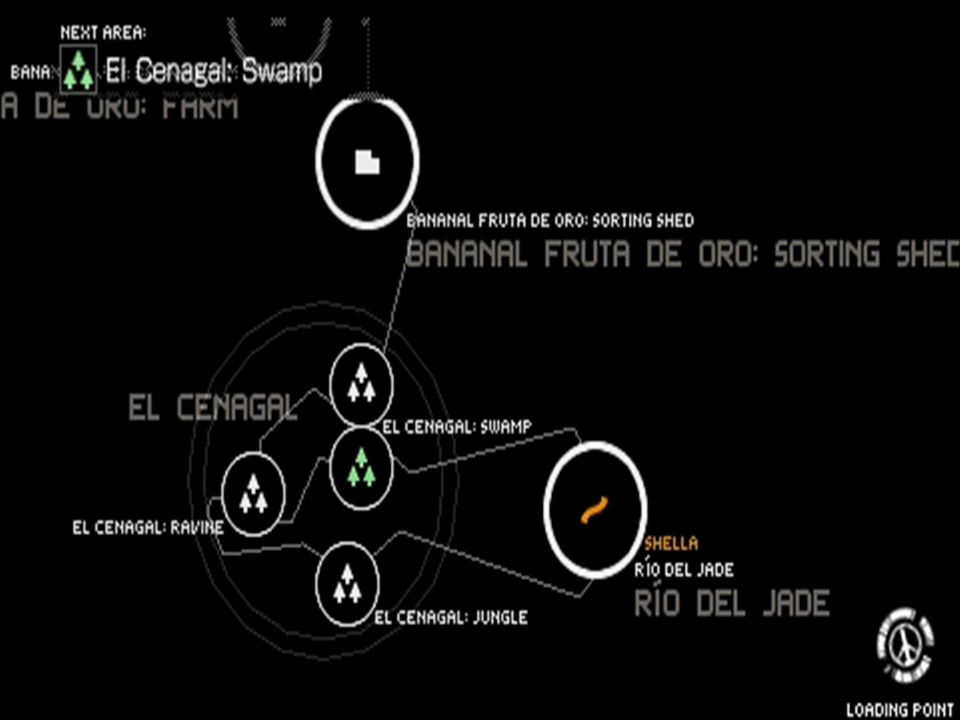 NEXT AREA:
BANA
El Cenagal: Swamp
A DE ORO: FARM
BANANAL FRUTA DE ORO: SORTING SHED
BANANAL FRUTA DE ORO: SORTING SHED
EL CENAGAL
EL CENAGAL: SWAMP
EL CENAGAL: RAVINE
SHELLA
RÍO DEL JADE
RÍO DEL JADE
EL CENAGAL: JUNGLE
LOADING POINT